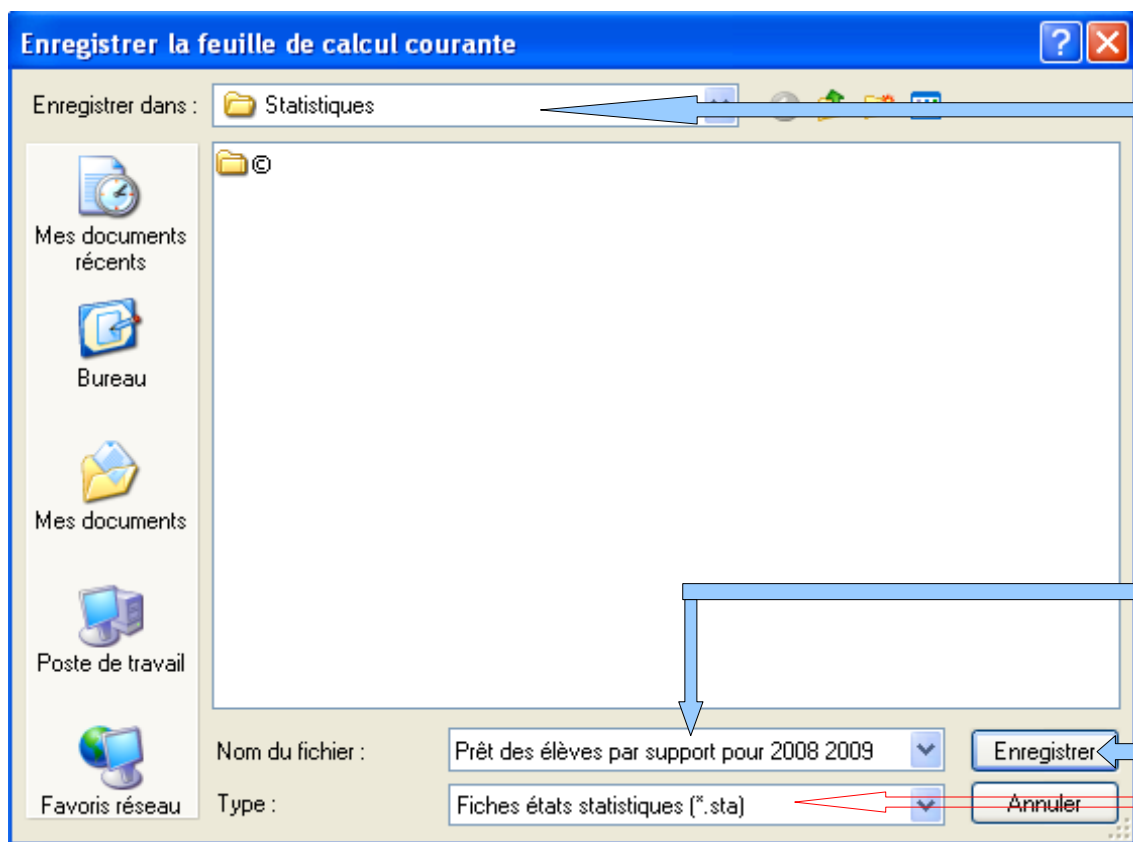 Enregistrer la feuille de calcul courante
Enregistrer dans :
Statistiques
©
Mes documents
récents
Bureau
Mes documents
Poste de travail
Favoris réseau
Nom du fichier :
Prêt des élèves par support pour 2008 2009
Enregistrer
Type :
Fiches états statistiques (*.sta)
Annuler